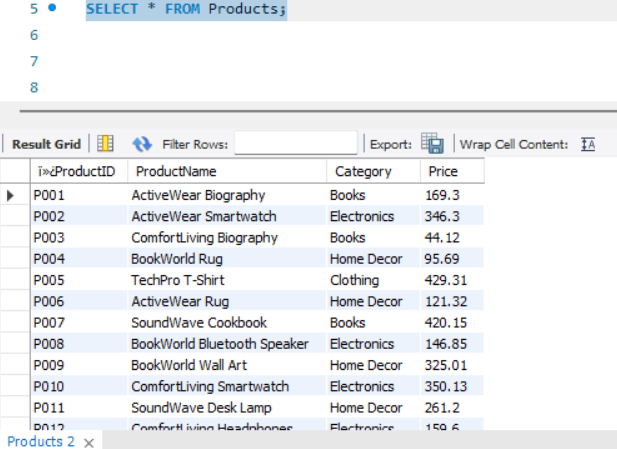 5 SELECT * FROM Products;
6
7
8
Result Grid Filter Rows: Export: Wrap Cell Content: IA
ï»¿ProductID ProductName Category Price
P001 ActiveWear Biography Books 169.3
P002 ActiveWear Smartwatch Electronics 346.3
P003 ComfortLiving Biography Books 44.12
P004 BookWorld Rug Home Decor 95.69
P005 TechPro T-Shirt Clothing 429.31
P006 ActiveWear Rug Home Decor 121.32
P007 SoundWave Cookbook Books 420.15
P008 BookWorld Bluetooth Speaker Electronics 146.85
P009 BookWorld Wall Art Home Decor 325.01
P010 ComfortLiving Smartwatch Electronics 350.13
P011 SoundWave Desk Lamp Home Decor 261.2
P012 ComfortLiving Headphones Electronics 159.6
Products 2 ×